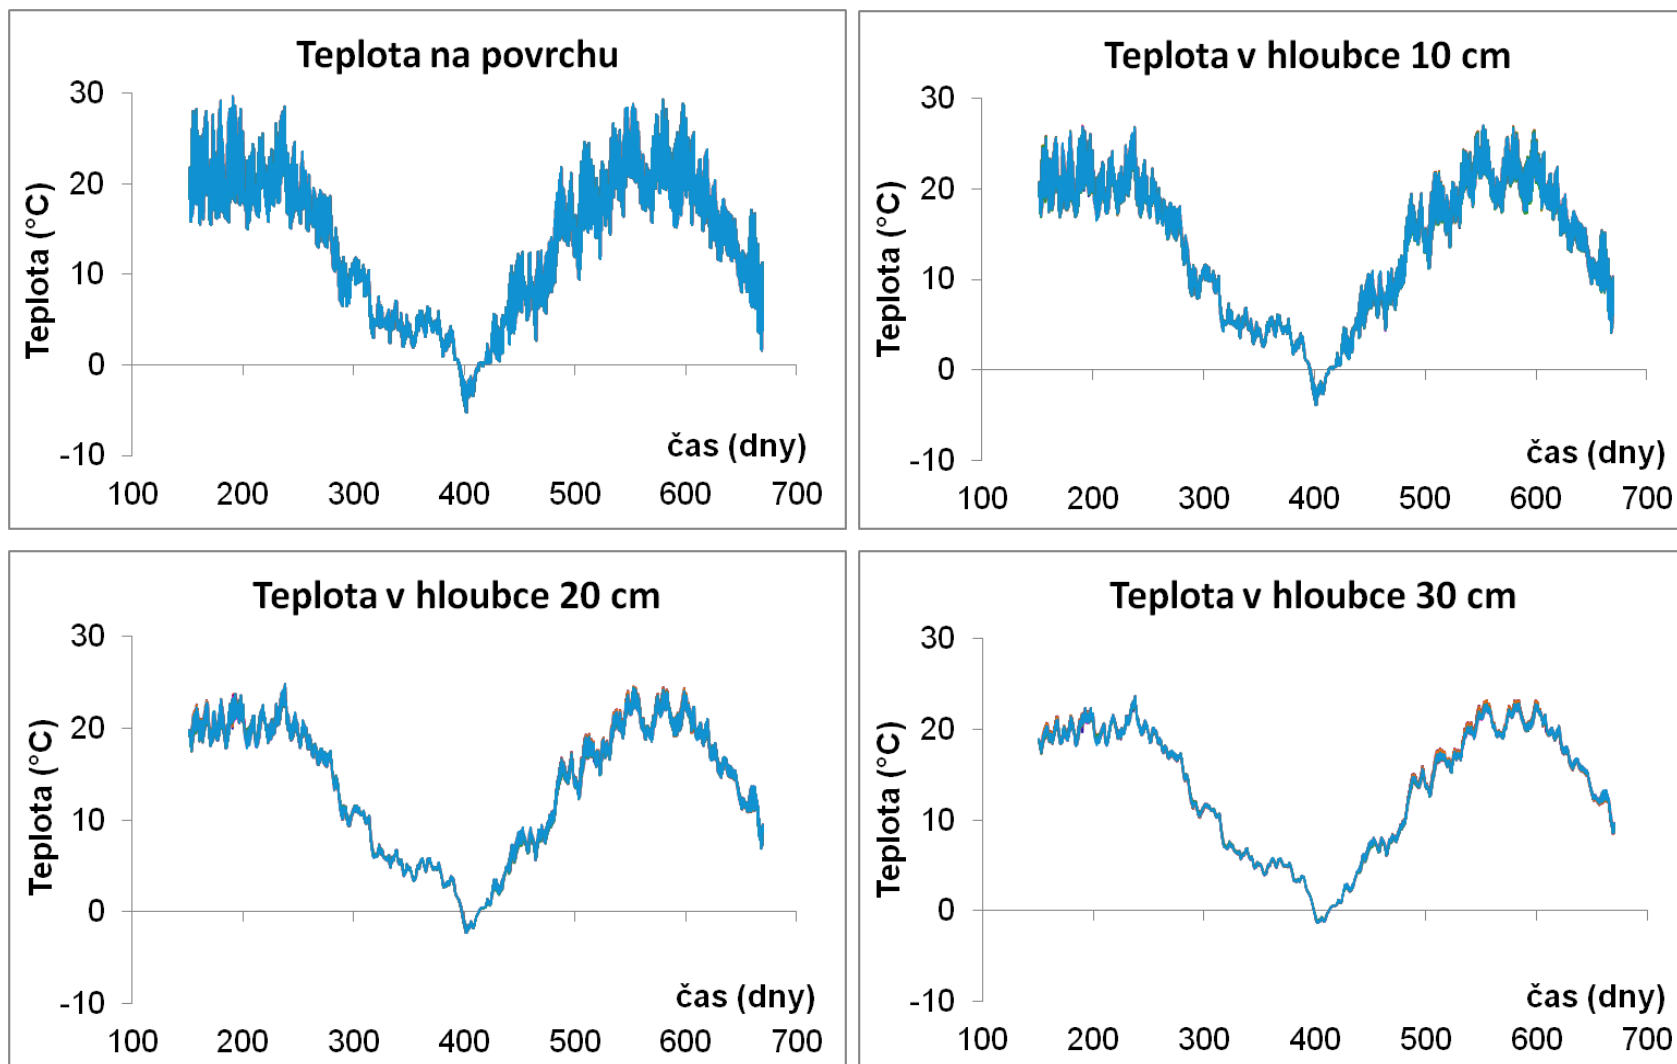 Teplota na povrchu
30
20
10
0
-10
Teplota (°C)
čas (dny)
100 200 300 400 500 600 700
Teplota v hloubce 10 cm
30
20
10
0
-10
Teplota (°C)
čas (dny)
100 200 300 400 500 600 700
Teplota v hloubce 20 cm
30
20
10
0
-10
Teplota (°C)
čas (dny)
100 200 300 400 500 600 700
Teplota v hloubce 30 cm
30
20
10
0
-10
Teplota (°C)
čas (dny)
100 200 300 400 500 600 700